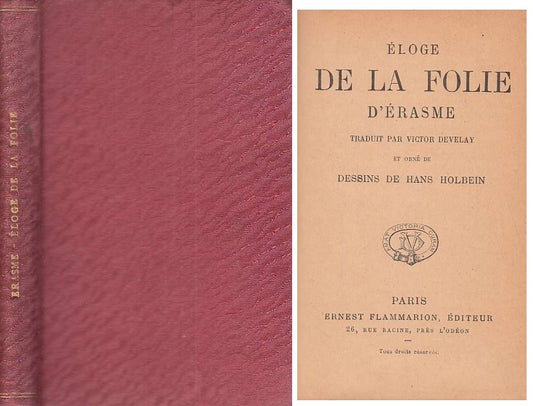 ERASME - ÉLOGE DE LA FOLIE
ÉLOGE
DE LA FOLIE
D'ÉRASME
TRADUIT PAR VICTOR DEVELAY
ET ORNÉ DE
DESSINS DE HANS HOLBEIN
VICTORIA
PARIS
ERNEST FLAMMARION, ÉDITEUR
26, RUE RACINE, PRÈS L'ODÉON
Tous droits réservés.